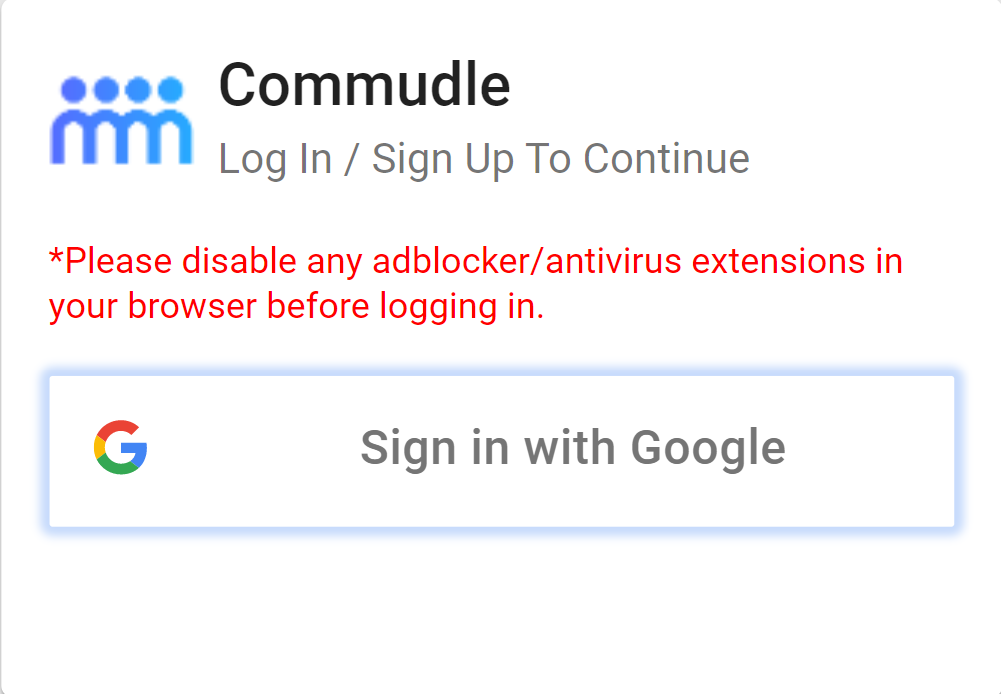 Commudle
Log In / Sign Up To Continue
*Please disable any adblocker/antivirus extensions in
your browser before logging in.
Sign in with Google